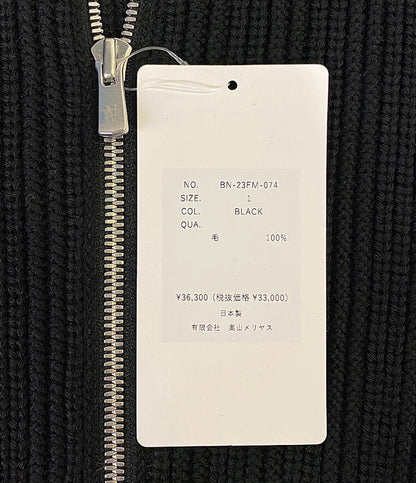 NO. BN-23FM-074
SIZE. 1
COL. BLACK
QUA.
毛 100%
¥36,300 (税抜価格 ¥33,000)
日本製
有限会社 奥山メリヤス